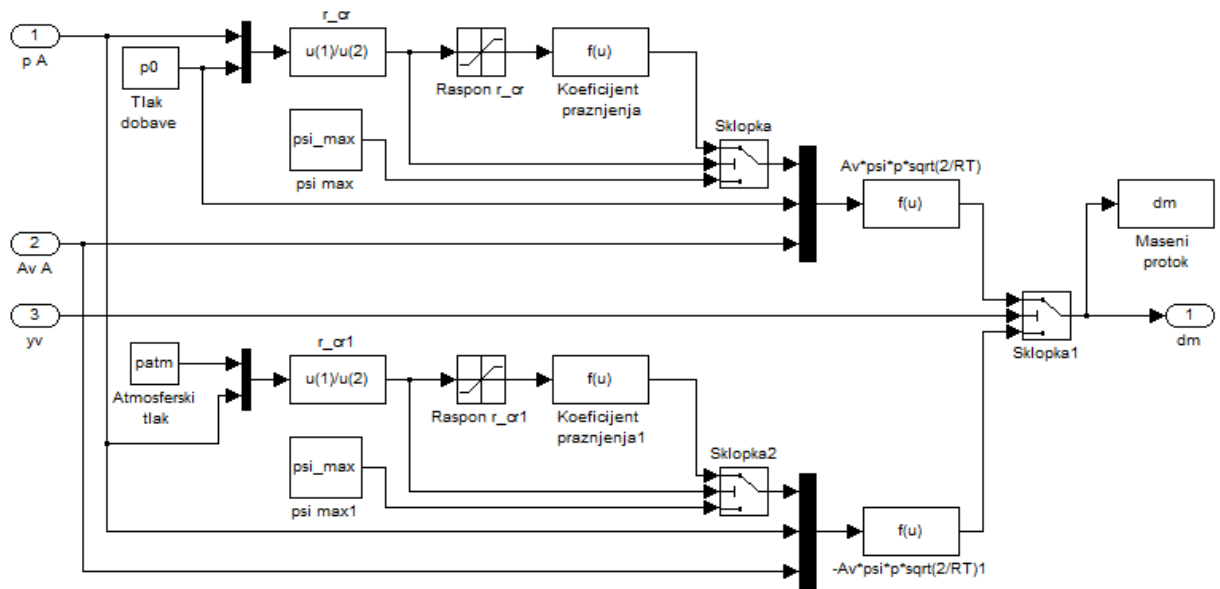 r_cr
1
p A
u(1)/u(2)
f(u)
p0
Tlak
dobave
Raspon r_cr
Koeficijent
praznjenja
psi_max
psi max
Sklopka
Av*psi*p*sqrt(2/RT)
f(u)
dm
Maseni
protok
2
Av A
3
yv
Sklopka1
1
dm
r_cr1
patm
Atmosferski
tlak
u(1)/u(2)
f(u)
Raspon r_cr1
Koeficijent
praznjenja1
psi_max
psi max1
Sklopka2
f(u)
-Av*psi*p*sqrt(2/RT)1